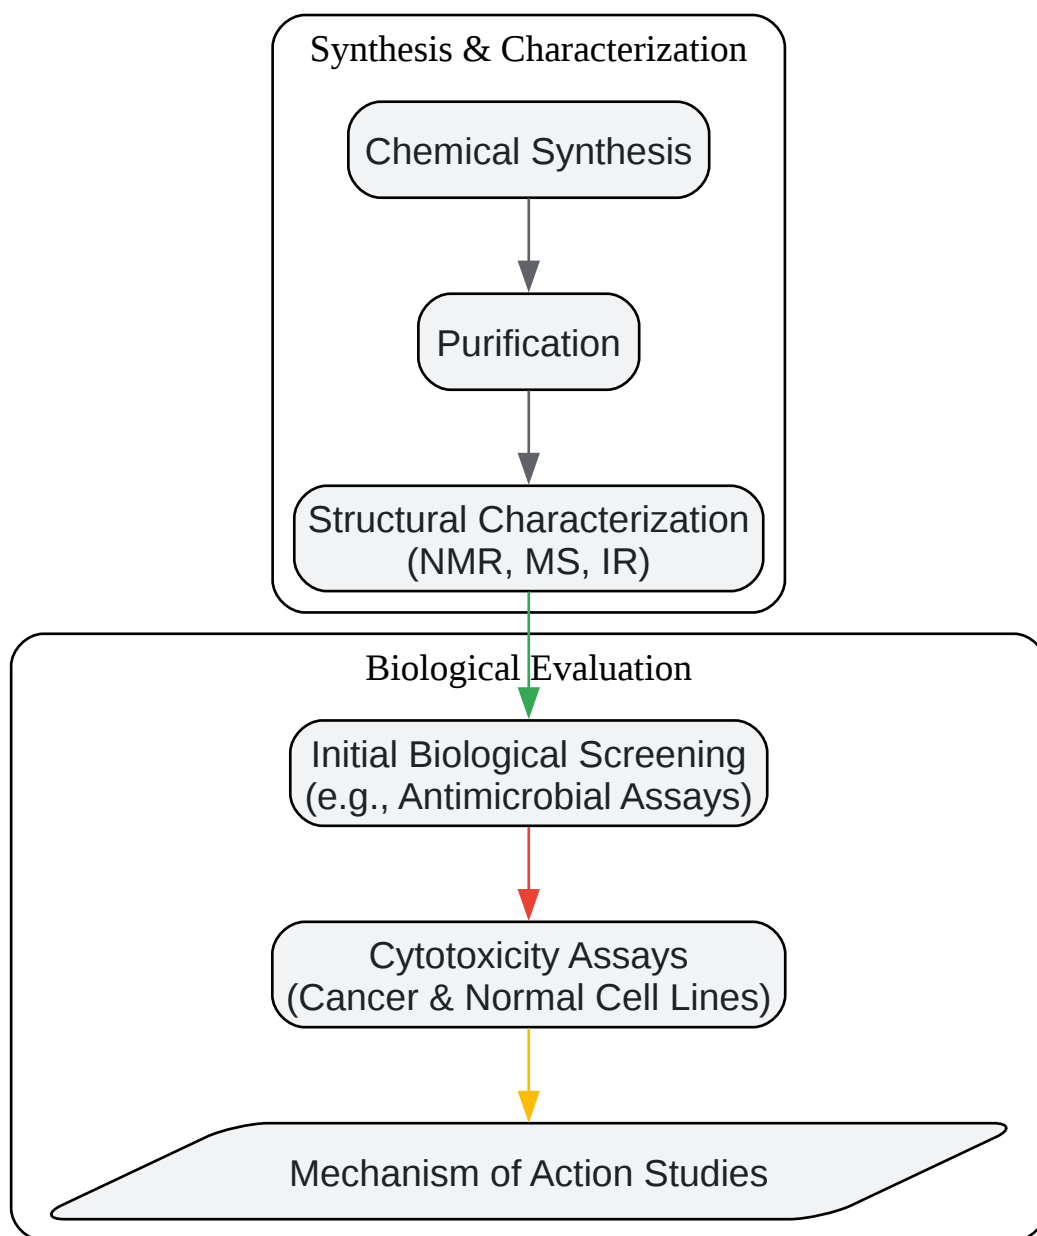 Synthesis & Characterization
Chemical Synthesis
Purification
Structural Characterization
(NMR, MS, IR)
Biological Evaluation
Initial Biological Screening
(e.g., Antimicrobial Assays)
Cytotoxicity Assays
(Cancer & Normal Cell Lines)
Mechanism of Action Studies